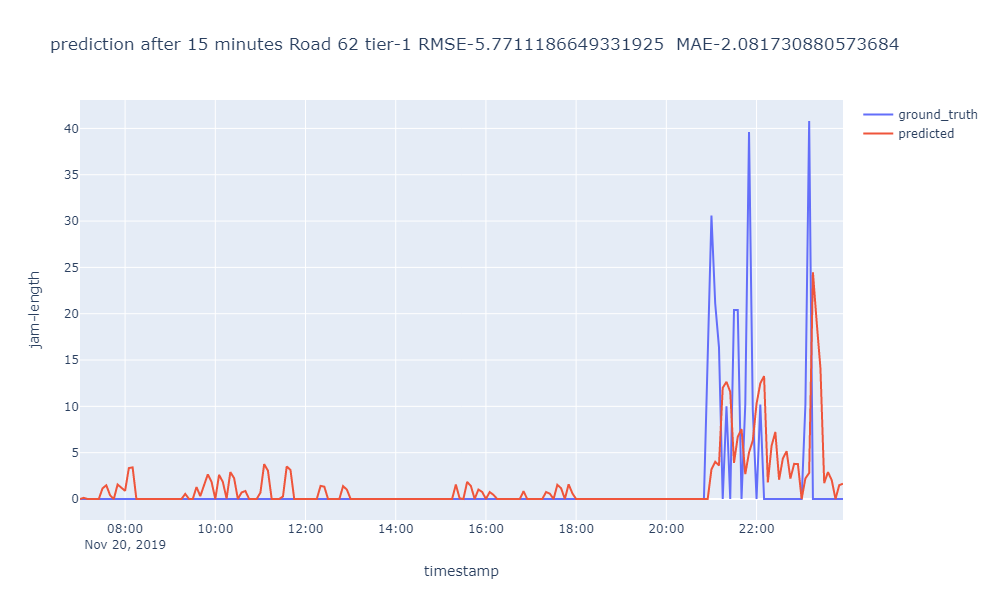 prediction after 15 minutes Road 62 tier-1 RMSE-5.7711186649331925  MAE-2.081730880573684
ground_truth
predicted
40
35
30
25
20
15
10
5
0
jam-length
08:00 10:00 12:00 14:00 16:00 18:00 20:00 22:00
Nov 20, 2019
timestamp